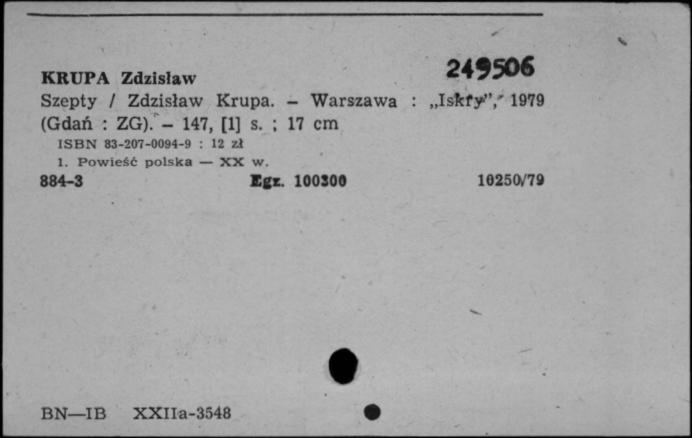 249506
KRUPA Zdzisław
Szepty / Zdzisław Krupa. – Warszawa : „Iskry”, 1979
(Gdań : ZG). – 147, [1] s. ; 17 cm
ISBN 83-207-0094-9 : 12 zł
1. Powieść polska — XX w.
884-3 Egz. 100300 10250/79
BN—IB XXIIa-3548